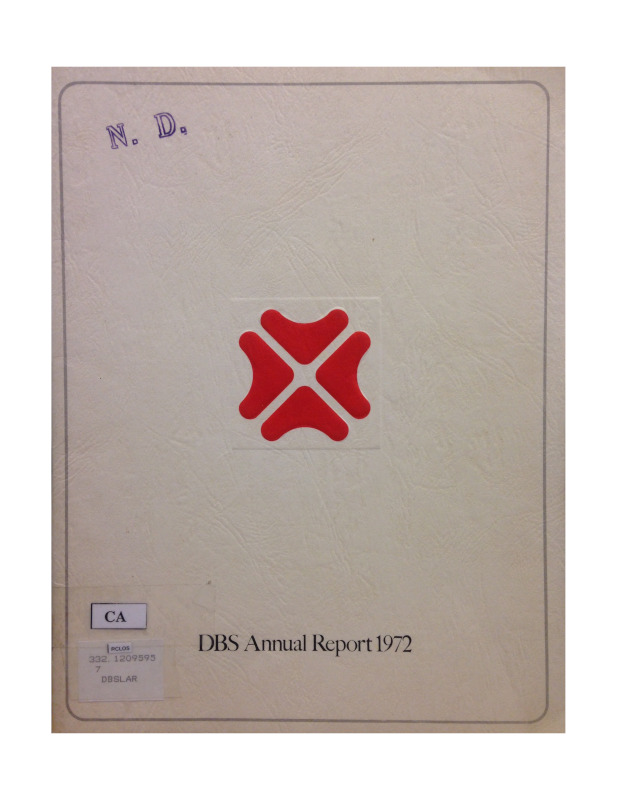 N. D.
CA
PCLOS
332.1209595
7
DBSLAR
DBS Annual Report 1972